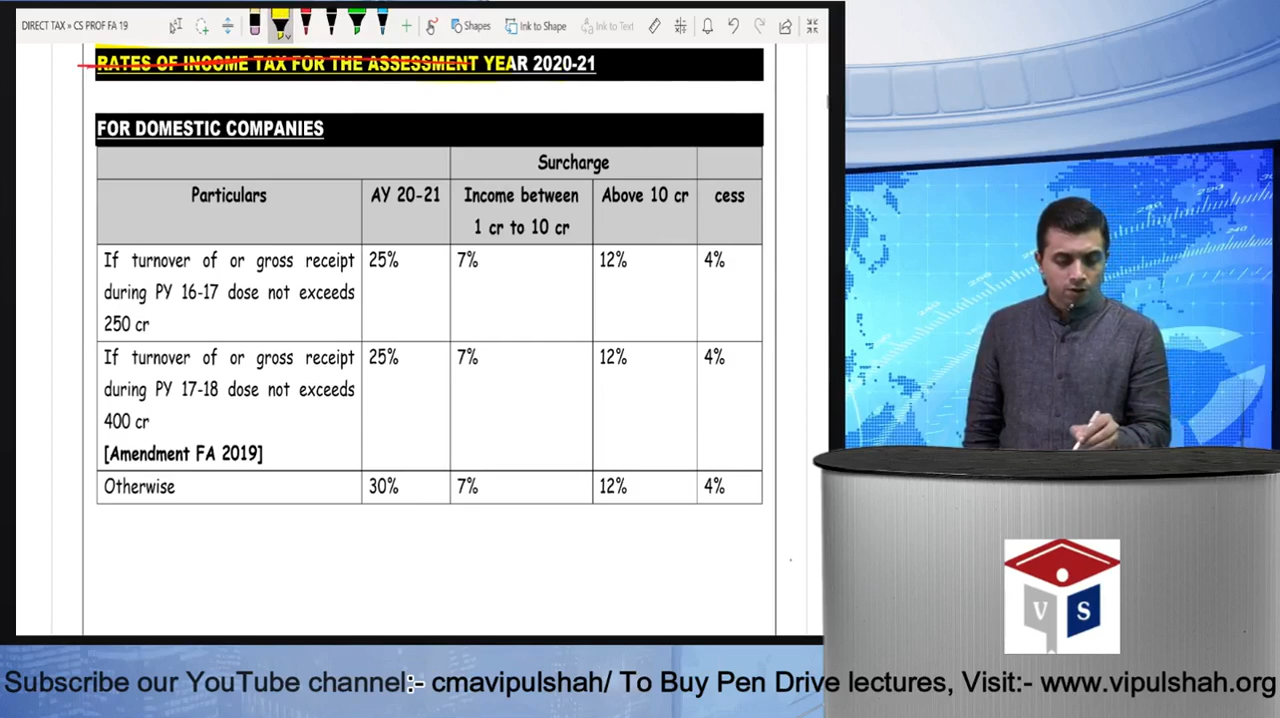 DIRECT TAX » CS PROF FA 19
Shapes
Ink to Shape
Ink to Text
RATES OF INCOME TAX FOR THE ASSESSMENT YEAR 2020-21
FOR DOMESTIC COMPANIES
Surcharge
Particulars AY 20-21 Income between 1 cr to 10 cr Above 10 cr cess
If turnover of or gross receipt 25% 7% 12% 4%
during PY 16-17 dose not exceeds
250 cr
If turnover of or gross receipt 25% 7% 12% 4%
during PY 17-18 dose not exceeds
400 cr
[Amendment FA 2019]
Otherwise 30% 7% 12% 4%
V S
Subscribe our YouTube channel:- cmavipulshah/ To Buy Pen Drive lectures, Visit:- www.vipulshah.org